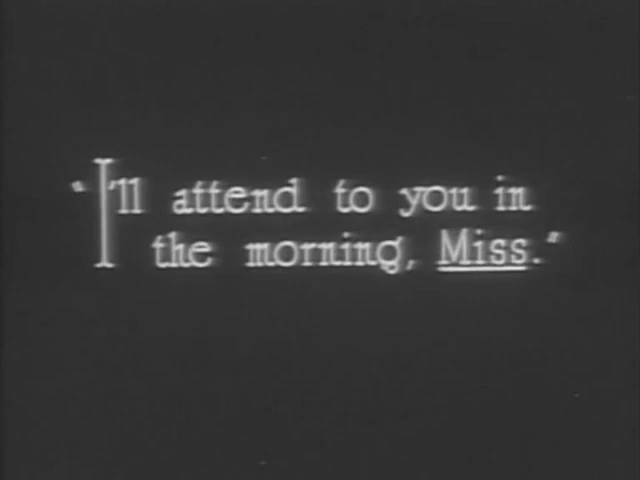 "I'll attend to you in
the morning, Miss."